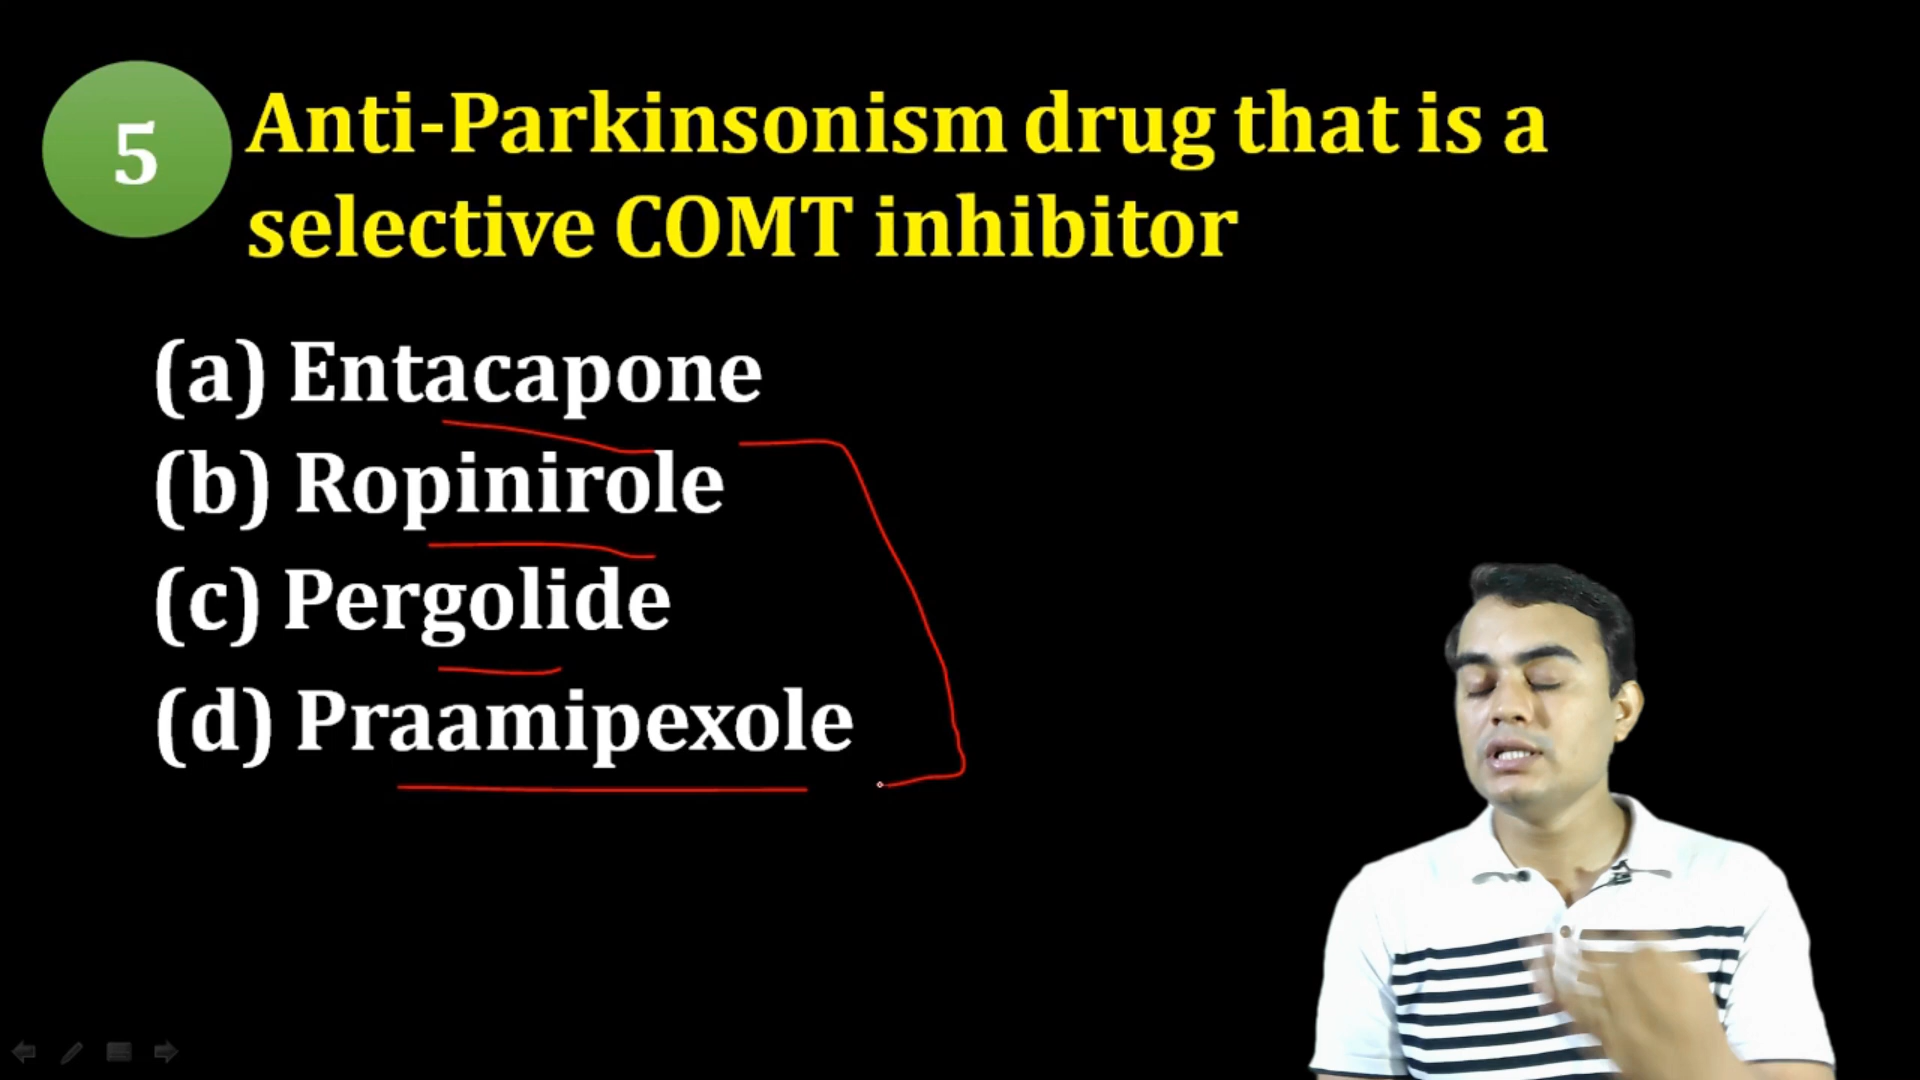 5
Anti-Parkinsonism drug that is a
selective COMT inhibitor
(a) Entacapone
(b) Ropinirole
(c) Pergolide
(d) Praamipexole